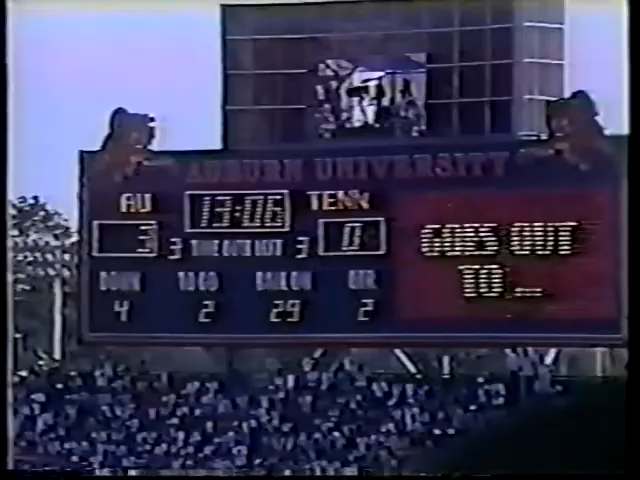 AUBURN UNIVERSITY
AU 13:06 TENN
3 3 TIME OUTS LEFT 3 0
DOWN TO GO BALL ON QTR
4 2 29 2
GOES OUT
TO...